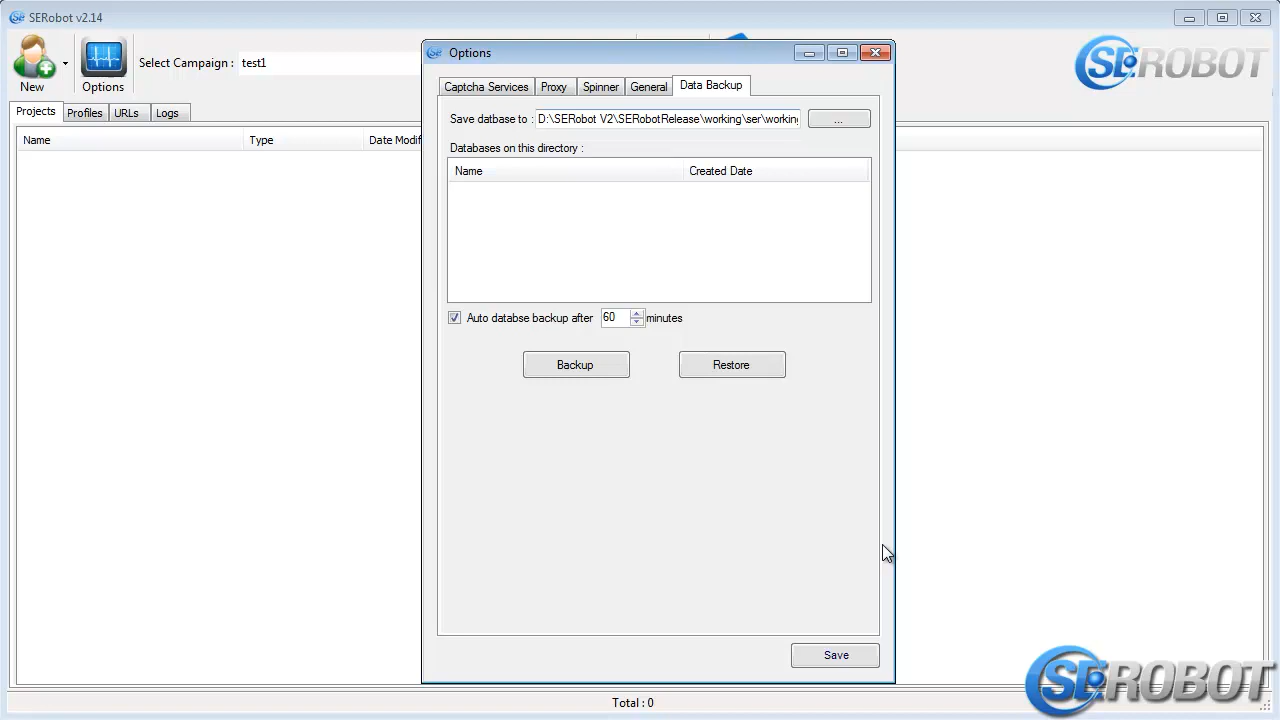 SERobot v2.14
New
Options
Select Campaign :
test1
SEROBOT
Projects
Profiles
URLs
Logs
Name
Type
Date Modif
Options
Captcha Services
Proxy
Spinner
General
Data Backup
Save datbase to :
D:\SERobot V2\SERobotRelease\working\ser\working
...
Databases on this directory :
Name
Created Date
Auto databse backup after
60
minutes
Backup
Restore
Save
Total : 0
SEROBOT